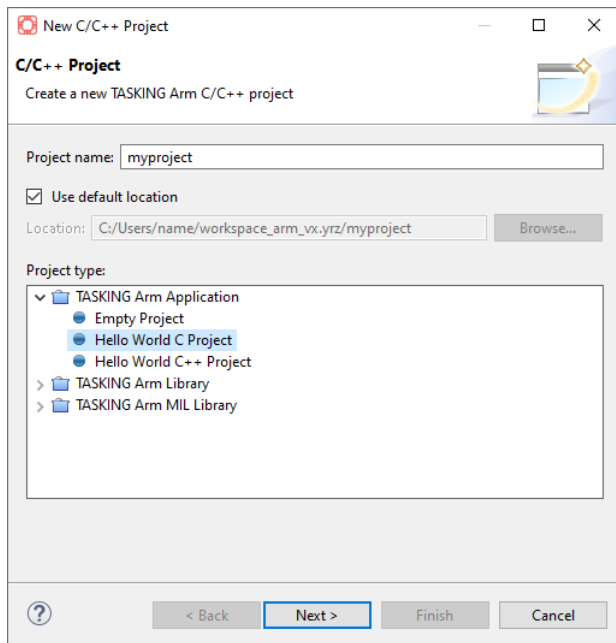 New C/C++ Project
C/C++ Project
Create a new TASKING Arm C/C++ project
Project name: myproject
Use default location
Location: C:/Users/name/workspace_arm_vx.yrz/myproject Browse...
Project type:
TASKING Arm Application
Empty Project
Hello World C Project
Hello World C++ Project
TASKING Arm Library
TASKING Arm MIL Library
? < Back Next > Finish Cancel